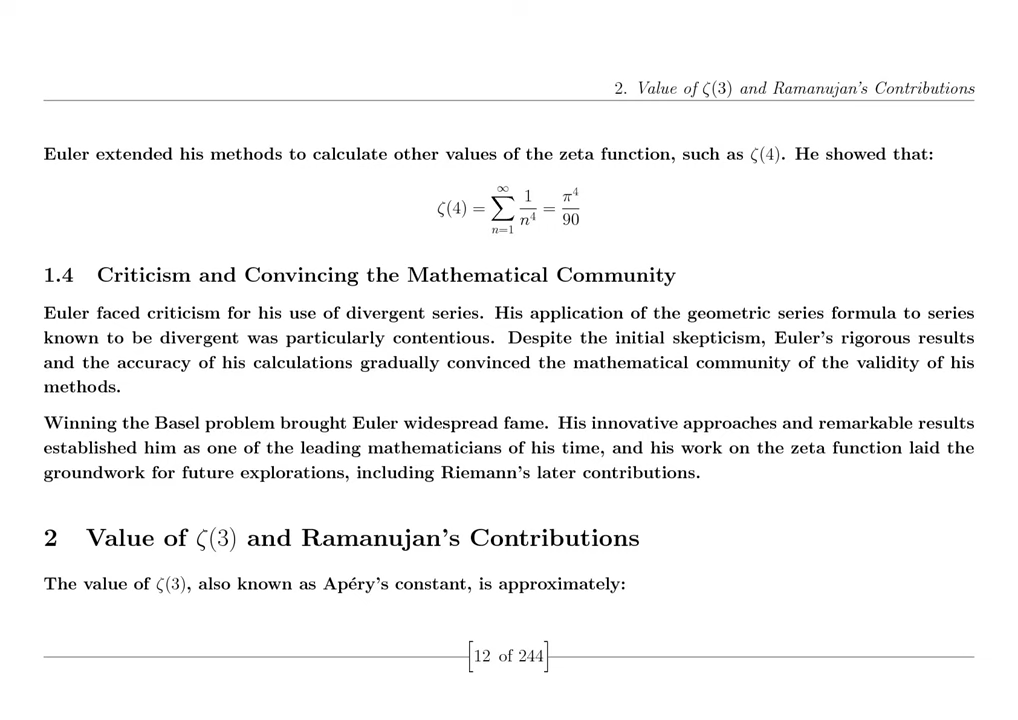 2. Value of ζ(3) and Ramanujan's Contributions
Euler extended his methods to calculate other values of the zeta function, such as ζ(4). He showed that:
ζ(4) = ∑_{n=1}^{∞} 1/n⁴ = π⁴/90
1.4 Criticism and Convincing the Mathematical Community
Euler faced criticism for his use of divergent series. His application of the geometric series formula to series
known to be divergent was particularly contentious. Despite the initial skepticism, Euler's rigorous results
and the accuracy of his calculations gradually convinced the mathematical community of the validity of his
methods.
Winning the Basel problem brought Euler widespread fame. His innovative approaches and remarkable results
established him as one of the leading mathematicians of his time, and his work on the zeta function laid the
groundwork for future explorations, including Riemann's later contributions.
2 Value of ζ(3) and Ramanujan's Contributions
The value of ζ(3), also known as Apéry's constant, is approximately:
[12 of 244]